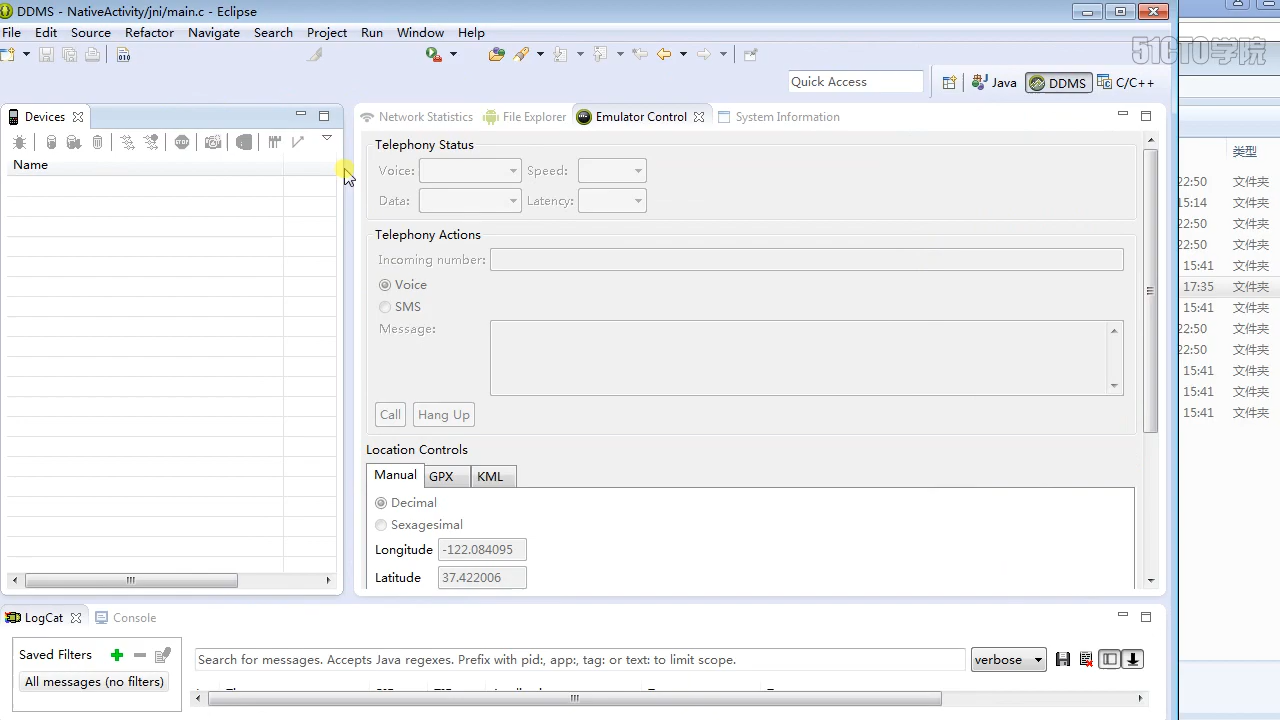 DDMS - NativeActivity/jni/main.c - Eclipse
File Edit Source Refactor Navigate Search Project Run Window Help
51CTO学院
Quick Access
Java DDMS C/C++
Devices
Name
Network Statistics File Explorer Emulator Control System Information
Telephony Status
Voice: Speed:
Data: Latency:
Telephony Actions
Incoming number:
Voice
SMS
Message:
Call Hang Up
Location Controls
Manual GPX KML
Decimal
Sexagesimal
Longitude -122.084095
Latitude 37.422006
LogCat Console
Saved Filters
All messages (no filters)
Search for messages. Accepts Java regexes. Prefix with pid:, app:, tag: or text: to limit scope.
verbose
类型
22:50 文件夹
15:14 文件夹
22:50 文件夹
22:50 文件夹
15:41 文件夹
17:35 文件夹
15:41 文件夹
22:50 文件夹
22:50 文件夹
15:41 文件夹
15:41 文件夹
15:41 文件夹